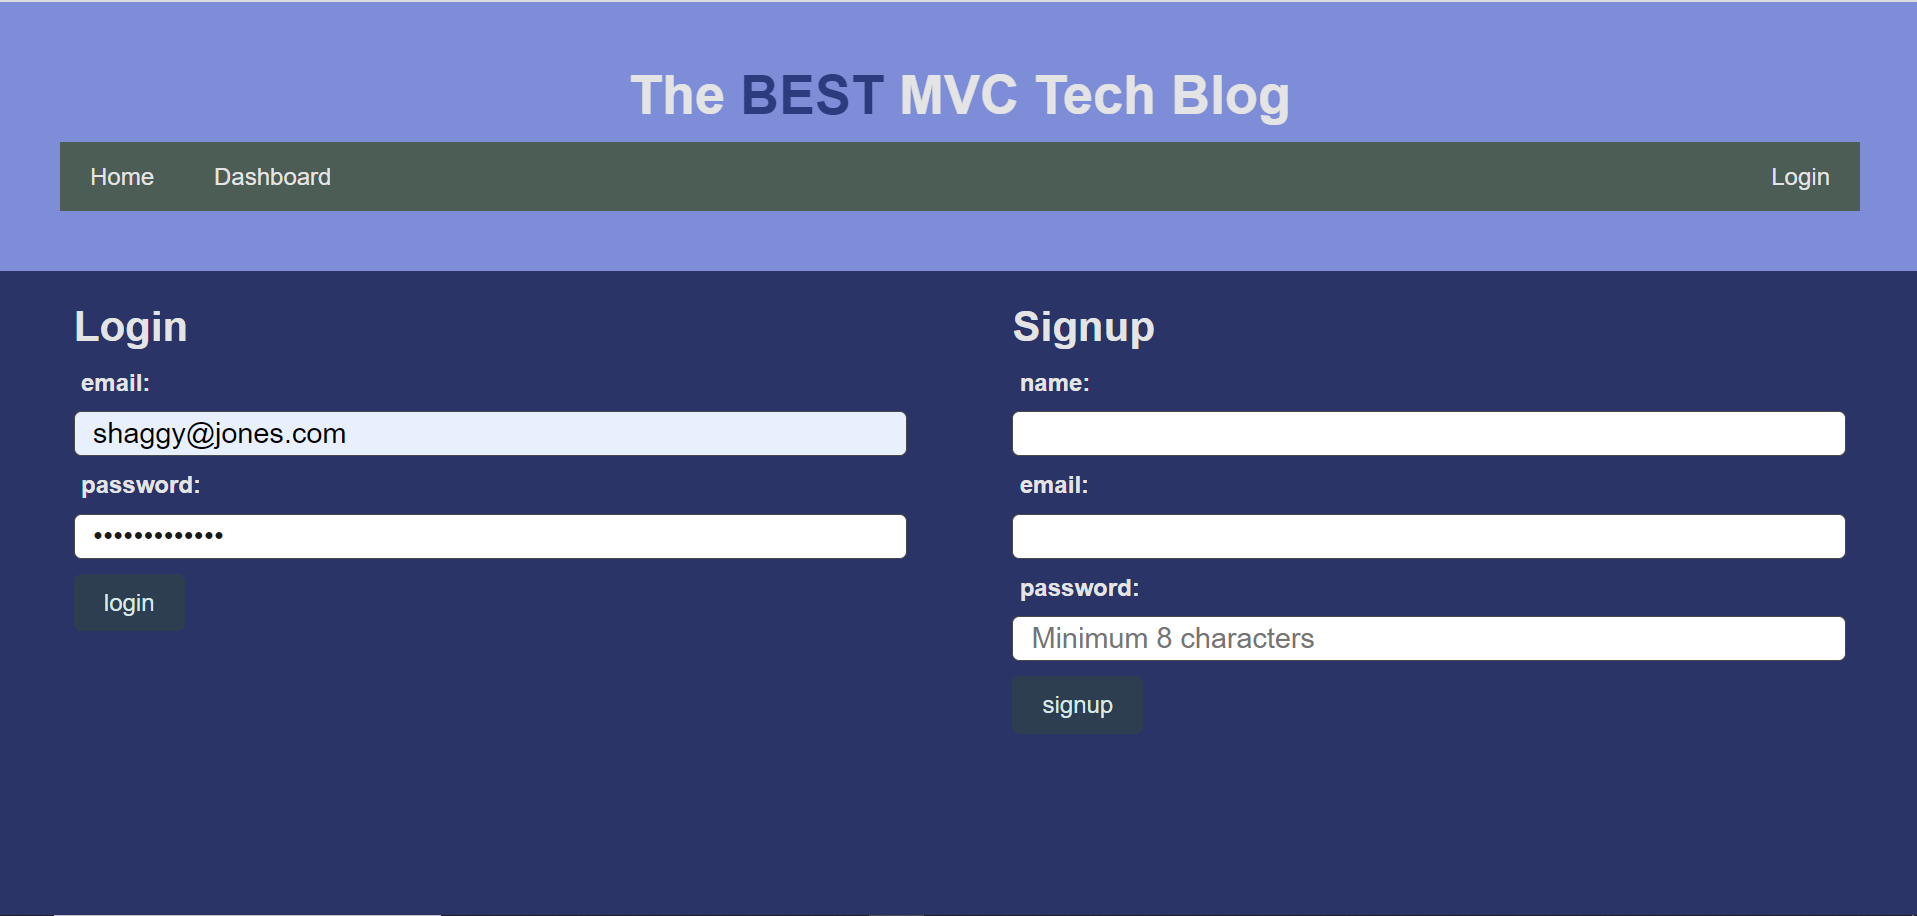 The BEST MVC Tech Blog
Home Dashboard Login
Login
email:
shaggy@jones.com
password:
•••••••••••••
login
Signup
name:
email:
password:
Minimum 8 characters
signup